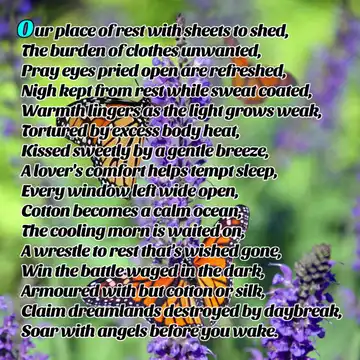 Our place of rest with sheets to shed,
The burden of clothes unwanted,
Pray eyes pried open are refreshed,
Nigh kept from rest while sweat coated,
Warmth lingers as the light grows weak,
Tortured by excess body heat,
Kissed sweetly by a gentle breeze,
A lover's comfort helps tempt sleep,
Every window left wide open,
Cotton becomes a calm ocean,
The cooling morn is waited on,
A wrestle to rest that's wished gone,
Win the battle waged in the dark,
Armoured with but cotton or silk,
Claim dreamlands destroyed by daybreak,
Soar with angels before you wake.